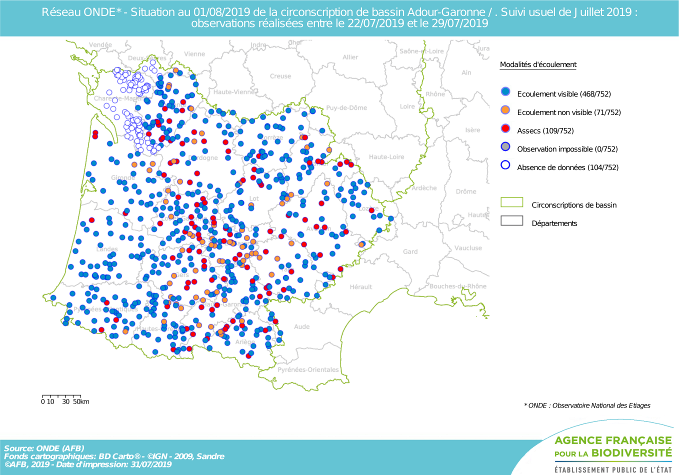 Réseau ONDE* - Situation au 01/08/2019 de la circonscription de bassin Adour-Garonne / . Suivi usuel de Juillet 2019 :
observations réalisées entre le 22/07/2019 et le 29/07/2019
Modalités d'écoulement
Ecoulement visible (468/752)
Ecoulement non visible (71/752)
Assecs (109/752)
Observation impossible (0/752)
Absence de données (104/752)
Circonscriptions de bassin
Départements
Vendée
Indre
Allier
Saône-et-Loire
Ain
Creuse
Haute-Vienne
Rhône
Loire
Puy-de-Dôme
Isère
Haute-Loire
Ardèche
Drôme
Lot
Gard
Vaucluse
Hérault
Bouches-du-Rhône
Aude
Pyrénées-Orientales
0 10 30 50km
* ONDE : Observatoire National des Etiages
Source: ONDE (AFB)
Fonds cartographiques: BD Carto® - ©IGN - 2009, Sandre
©AFB, 2019 - Date d'impression: 31/07/2019
AGENCE FRANÇAISE
POUR LA BIODIVERSITÉ
ÉTABLISSEMENT PUBLIC DE L'ÉTAT